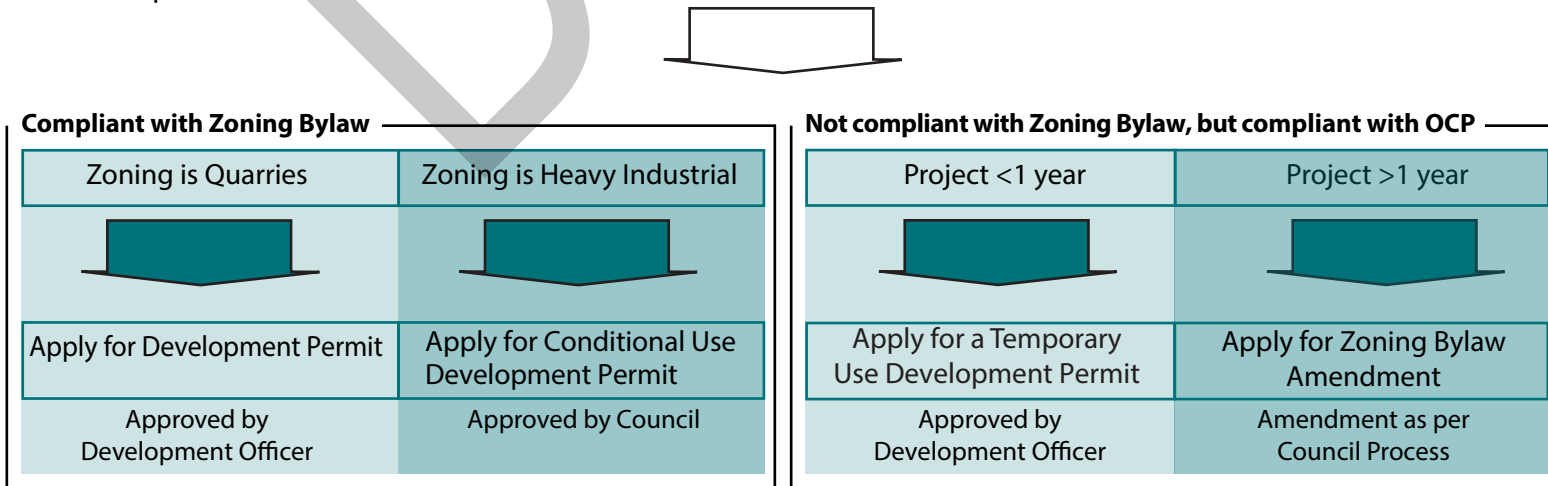 Compliant with Zoning Bylaw
Zoning is Quarries
Zoning is Heavy Industrial
Apply for Development Permit
Apply for Conditional Use
Development Permit
Approved by
Development Officer
Approved by Council
Not compliant with Zoning Bylaw, but compliant with OCP
Project <1 year
Project >1 year
Apply for a Temporary
Use Development Permit
Apply for Zoning Bylaw
Amendment
Approved by
Development Officer
Amendment as per
Council Process